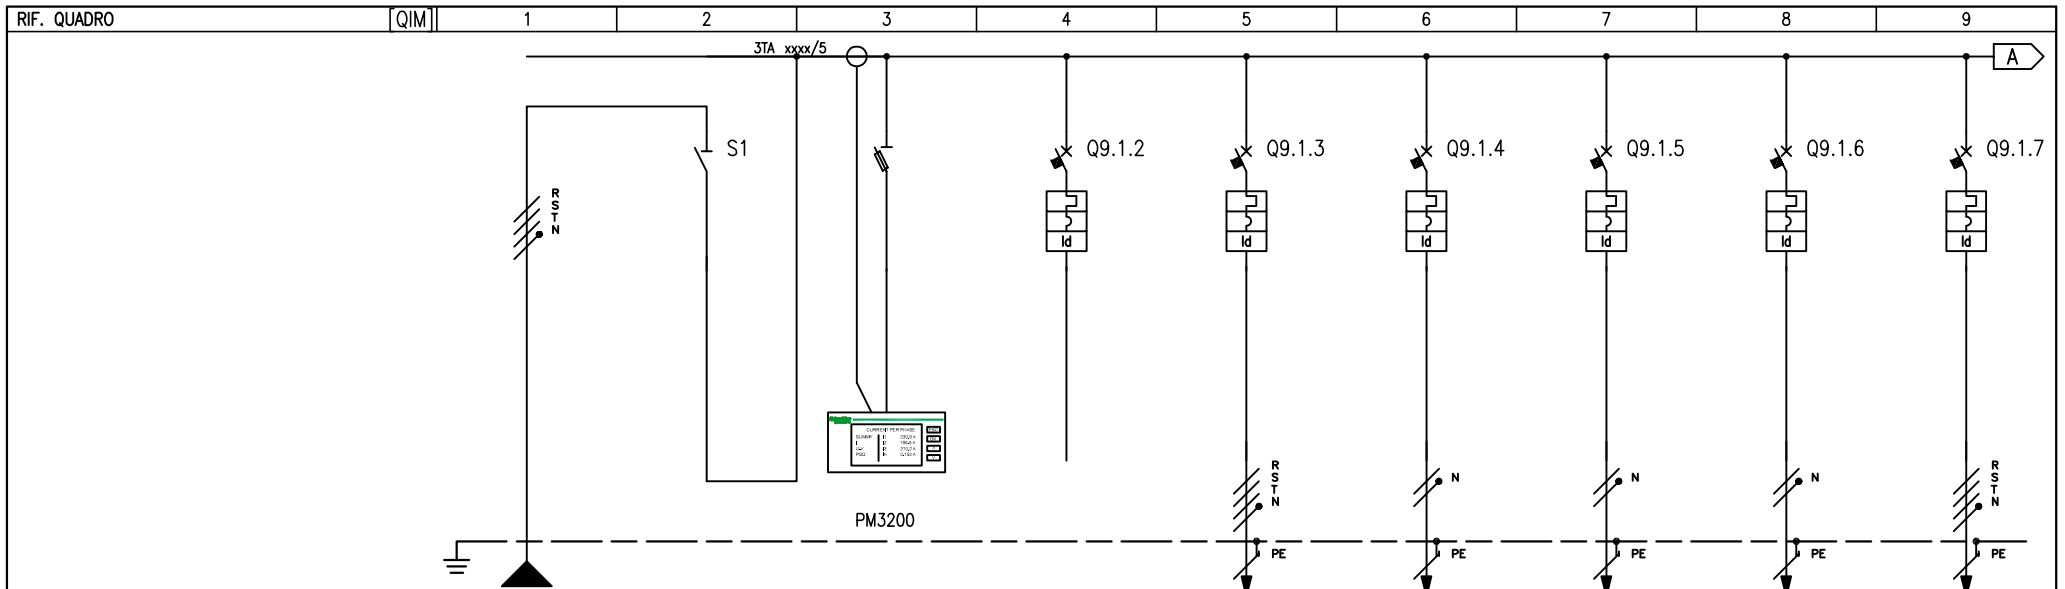 RIF. QUADRO [QIM] 1 2 3 4 5 6 7 8 9
3TA xxxx/5
A
S1 Q9.1.2 Q9.1.3 Q9.1.4 Q9.1.5 Q9.1.6 Q9.1.7
R
S
T
N
Id Id Id Id Id Id
CURRENT PER PHASE
R
S
T
N
N
N
N
R
S
T
N
PM3200
PE PE PE PE PE